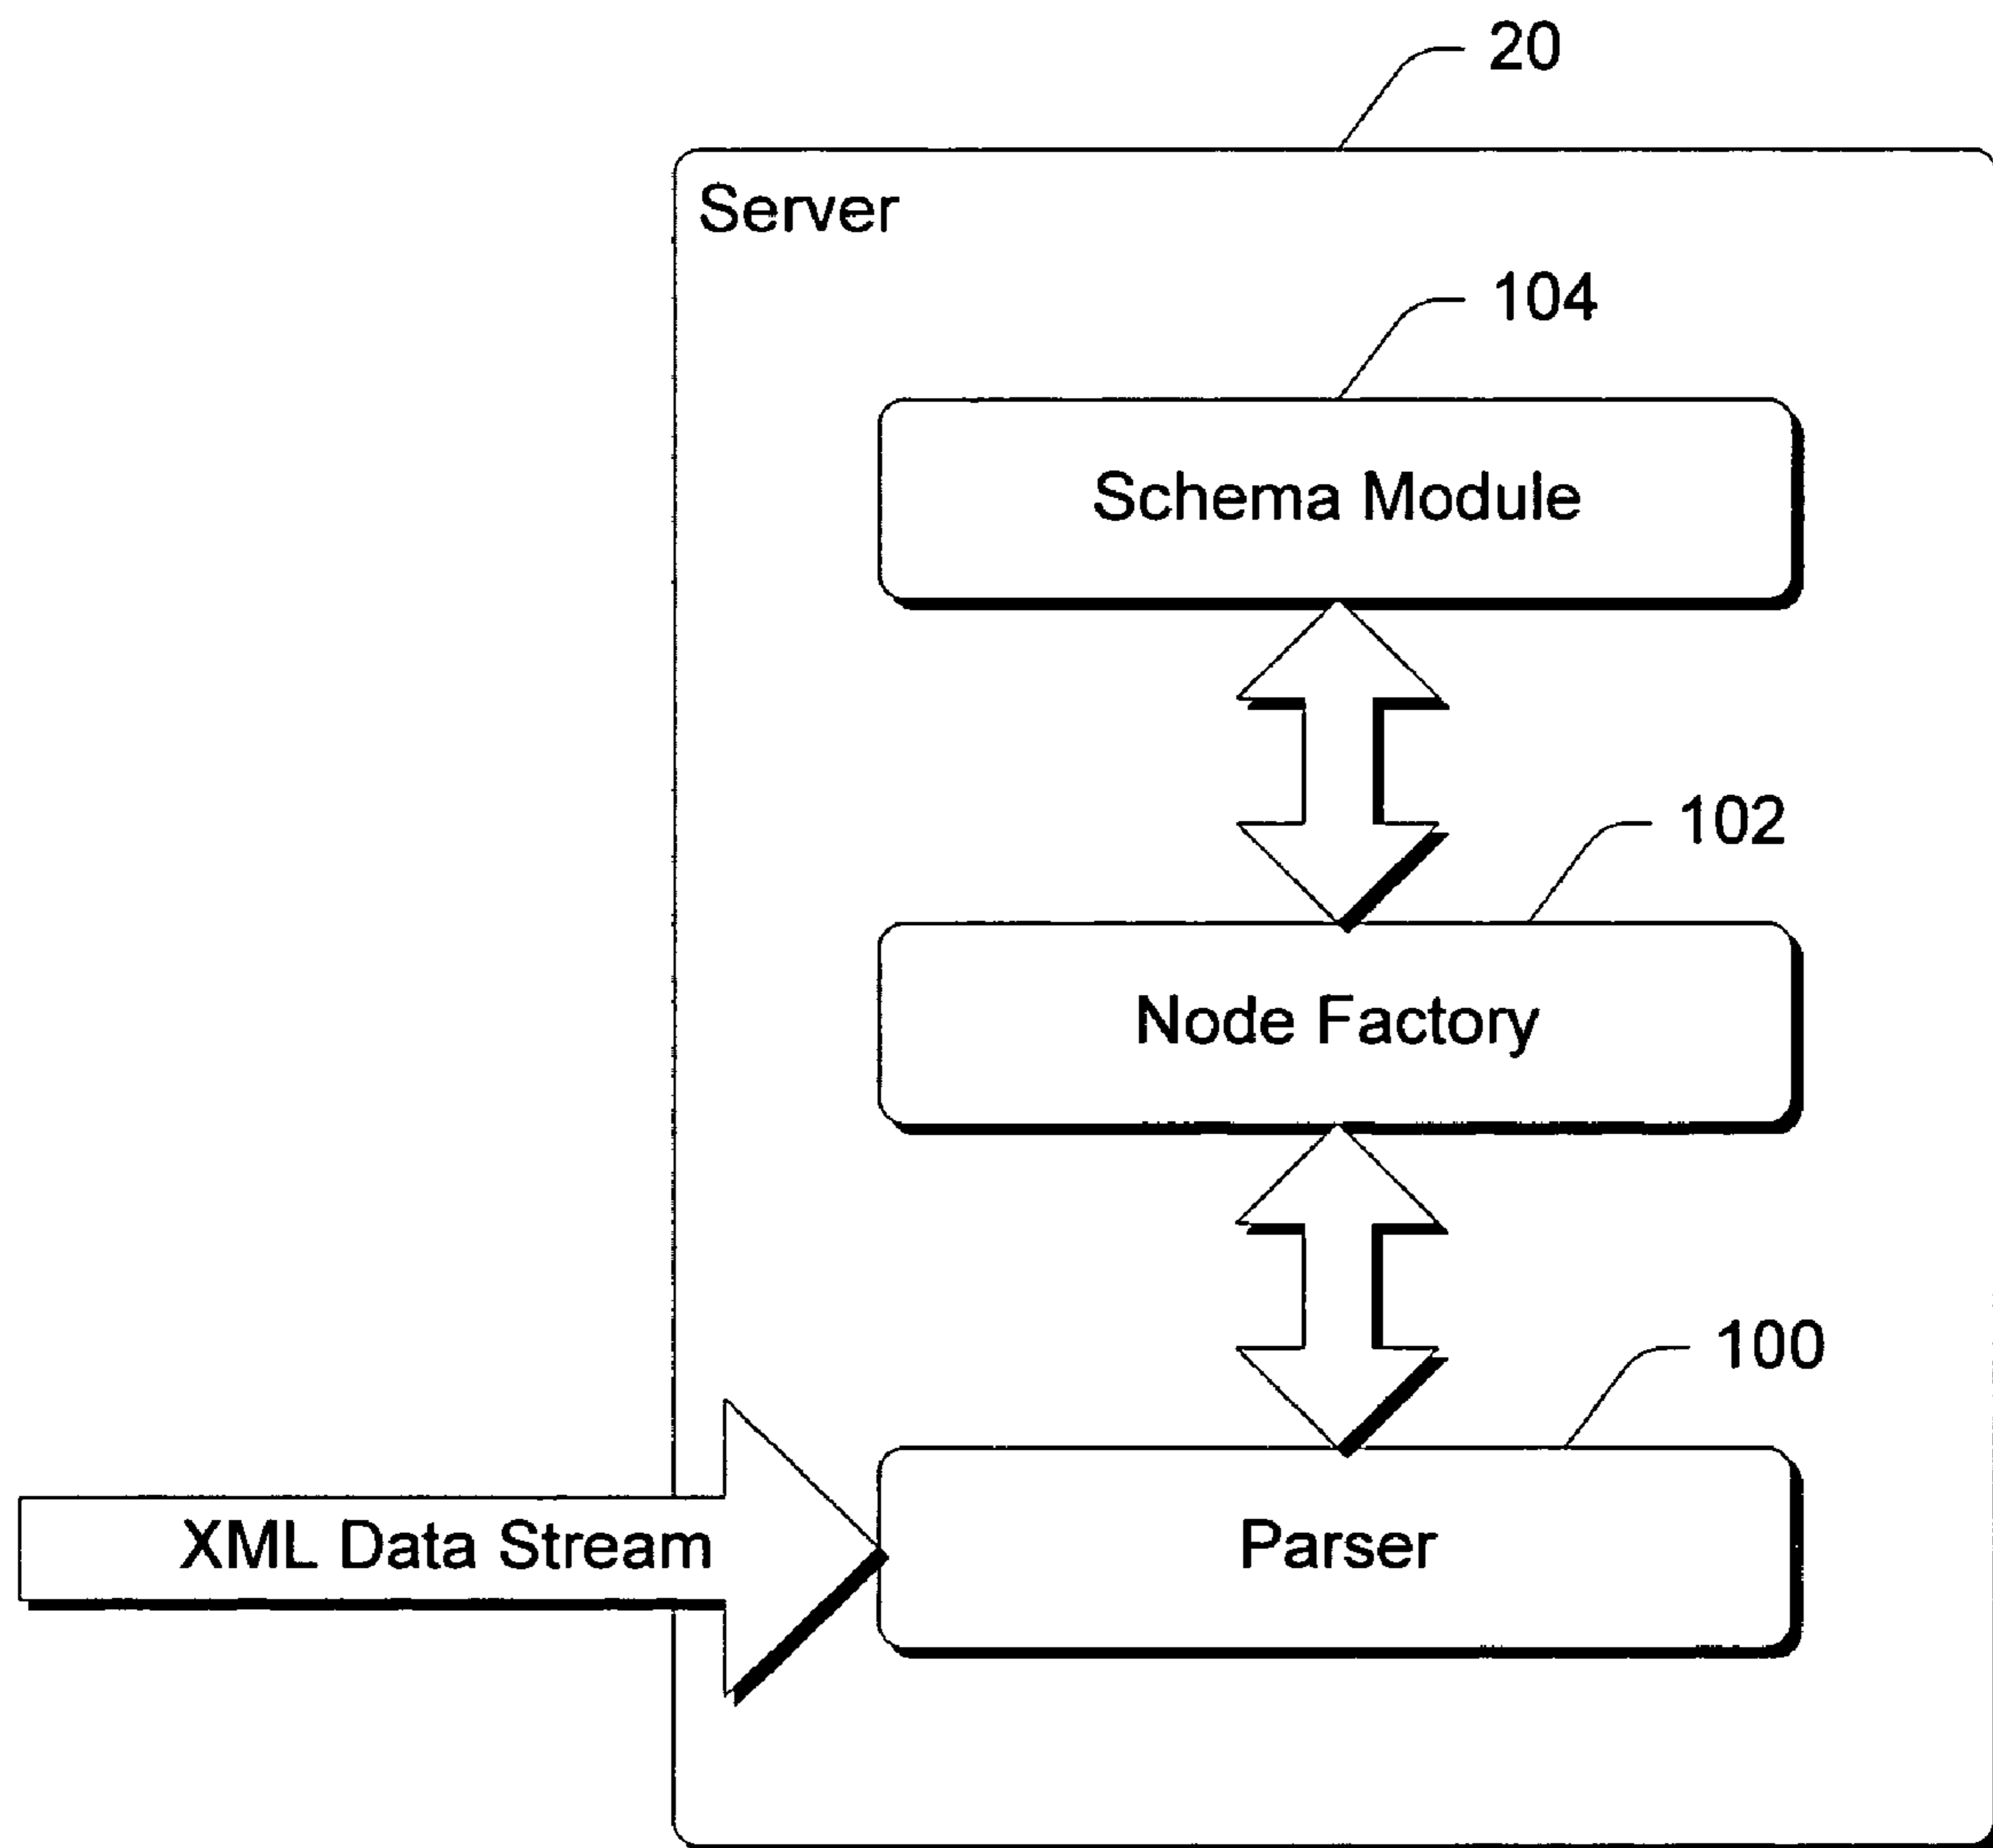 20
Server
104
Schema Module
102
Node Factory
100
XML Data Stream
Parser